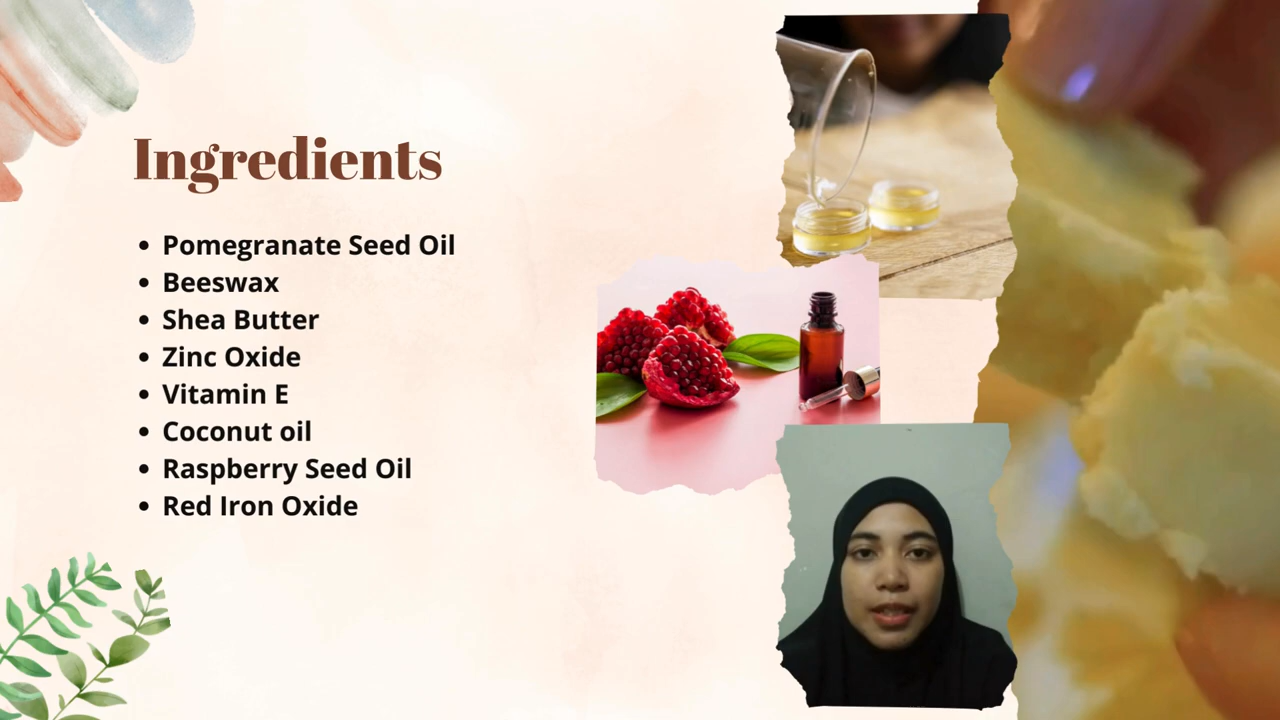 Ingredients
• Pomegranate Seed Oil
• Beeswax
• Shea Butter
• Zinc Oxide
• Vitamin E
• Coconut oil
• Raspberry Seed Oil
• Red Iron Oxide